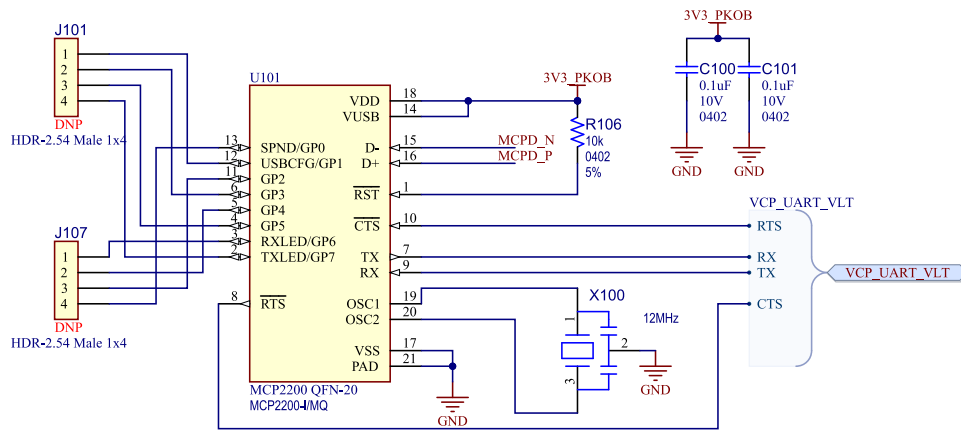 J101
1
2
3
4
DNP
HDR-2.54 Male 1x4
J107
1
2
3
4
DNP
HDR-2.54 Male 1x4
U101
13 SPND/GP0
12 USBCFG/GP1
11 GP2
6 GP3
5 GP4
4 GP5
3 RXLED/GP6
2 TXLED/GP7
8 RTS
VDD 18
VUSB 14
D- 15
D+ 16
RST 1
CTS 10
TX 7
RX 9
OSC1 19
OSC2 20
VSS 17
PAD 21
MCP2200 QFN-20
MCP2200-I/MQ
MCPD_N
MCPD_P
3V3_PKOB
R106
10k
0402
5%
GND
X100
12MHz
1
2
3
GND
3V3_PKOB
C100
0.1uF
10V
0402
C101
0.1uF
10V
0402
GND
GND
VCP_UART_VLT
RTS
RX
TX
CTS
VCP_UART_VLT